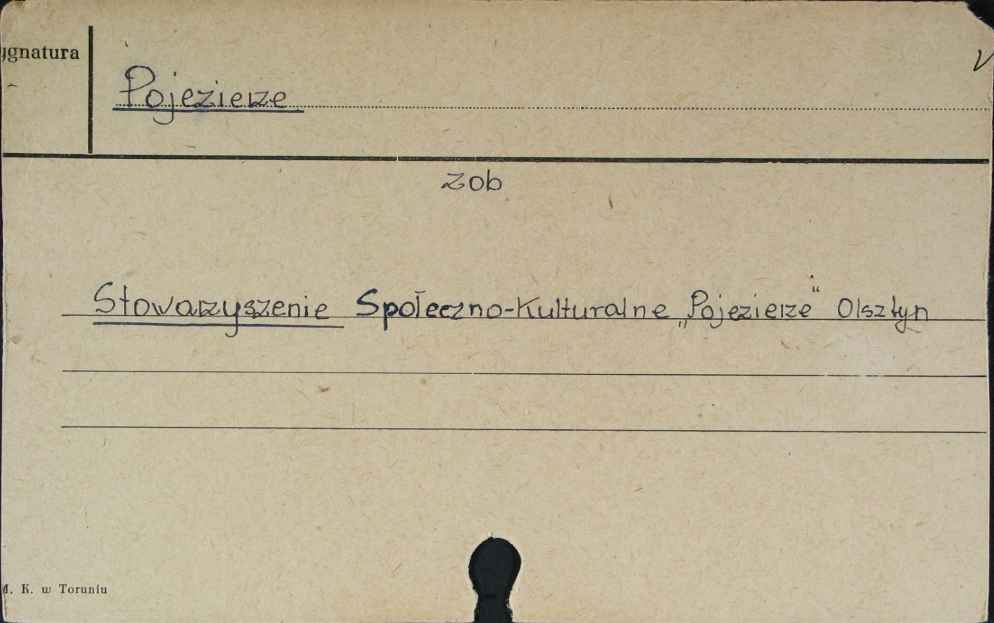 ygnatura
Pojezierze
zob
Stowarzyszenie Społeczno-Kulturalne „Pojezierze“ Olsztyn
M. K. w Toruniu